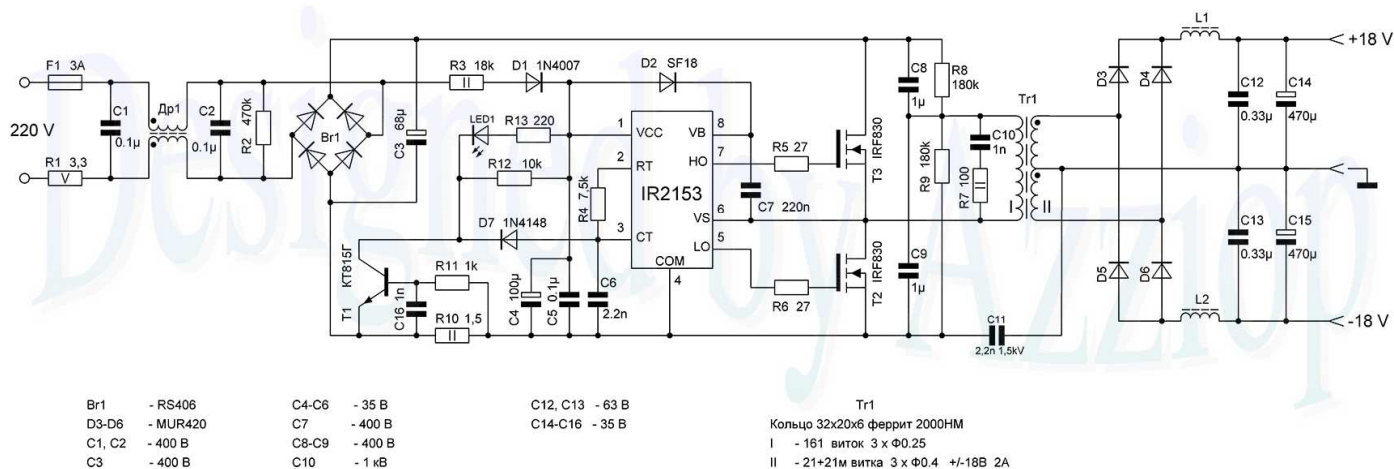 Designed by Azziop
F1 3A
220 V
R1 3,3
V
C1
0.1µ
Др1
C2
0.1µ
R2 470k
Br1
C3 68µ
R3 18k
D1 1N4007
LED1
R13 220
R12 10k
D7 1N4148
T1 КТ815Г
C16 1n
R11 1k
R10 1,5
C4 100µ
C5 0.1µ
C6
2.2n
R4 7,5k
D2 SF18
1
VCC
2
RT
3
CT
IR2153
COM
4
VB
8
HO
7
VS
6
LO
5
C7 220n
R5 27
R6 27
T3 IRF830
T2 IRF830
C8
1µ
C9
1µ
R8
180k
R9 180k
C10
1n
R7 100
Tr1
I
II
C11
2,2n 1,5kV
D3
D4
D5
D6
L1
L2
C12
0.33µ
C14
470µ
C13
0.33µ
C15
470µ
+18 V
-18 V
Br1 - RS406
D3-D6 - MUR420
C1, C2 - 400 В
C3 - 400 В
C4-C6 - 35 В
C7 - 400В
C8-C9 - 400В
C10 - 1 кВ
C12, C13 - 63 В
C14-C16 - 35 В
Tr1
Кольцо 32х20х6 феррит 2000НМ
I - 161 виток 3 х Ф0.25
II - 21+21м витка 3 х Ф0.4 +/-18В 2А